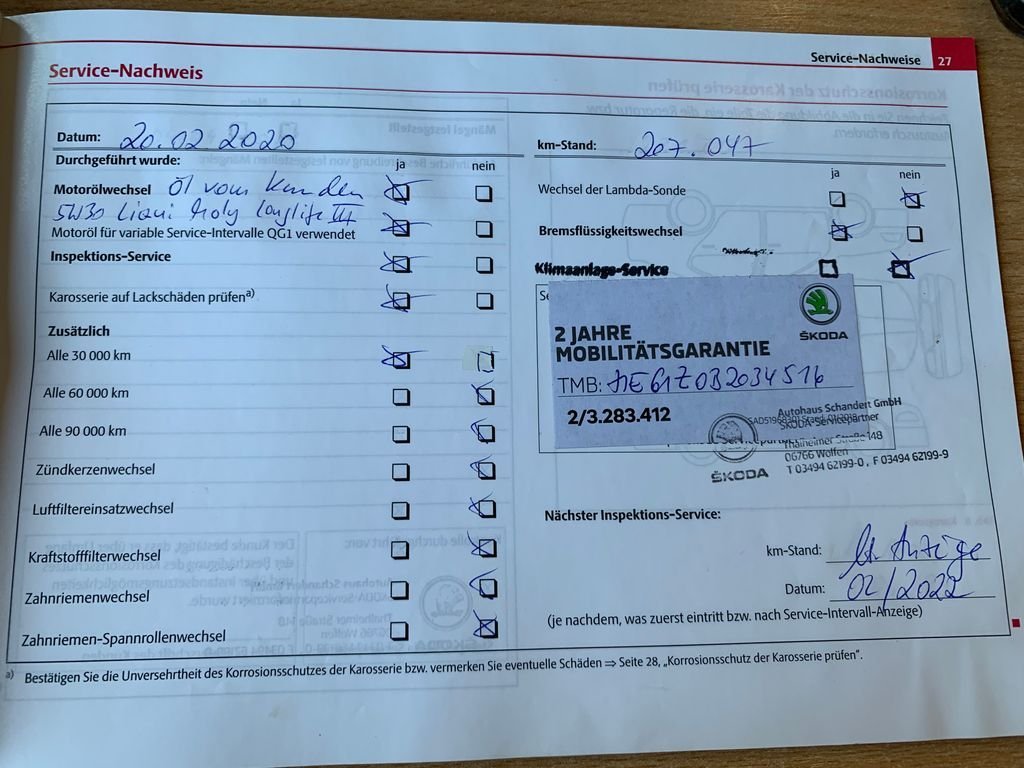 Service-Nachweise 27
Service-Nachweis
Datum: 20.02 2020
km-Stand: 207.047
Durchgeführt wurde: ja nein
ja nein
Motorölwechsel Öl vom Kunden
5W30 Liqui Moly Longlife III
Motoröl für variable Service-Intervalle QG1 verwendet
Inspektions-Service
Karosserie auf Lackschäden prüfen a)
Zusätzlich
Alle 30 000 km
Alle 60 000 km
Alle 90 000 km
Zündkerzenwechsel
Luftfiltereinsatzwechsel
Kraftstofffilterwechsel
Zahnriemenwechsel
Zahnriemen-Spannrollenwechsel
Wechsel der Lambda-Sonde
Bremsflüssigkeitswechsel
Klimaanlage-Service
2 JAHRE
MOBILITÄTSGARANTIE
ŠKODA
TMB:
2/3.283.412
Autohaus Schandert GmbH
ŠKODA-Servicepartner
Thalheimer Straße 148
06766 Wolfen
T 03494 62199-0, F 03494 62199-9
ŠKODA
Nächster Inspektions-Service:
km-Stand: Anzeige
Datum: 02/2022
(je nachdem, was zuerst eintritt bzw. nach Service-Intervall-Anzeige)
a) Bestätigen Sie die Unversehrtheit des Korrosionsschutzes der Karosserie bzw. vermerken Sie eventuelle Schäden ⇒ Seite 28, „Korrosionsschutz der Karosserie prüfen“.